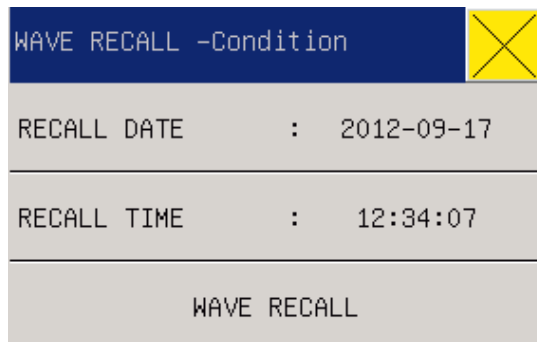 WAVE RECALL -Condition
RECALL DATE : 2012-09-17
RECALL TIME : 12:34:07
WAVE RECALL